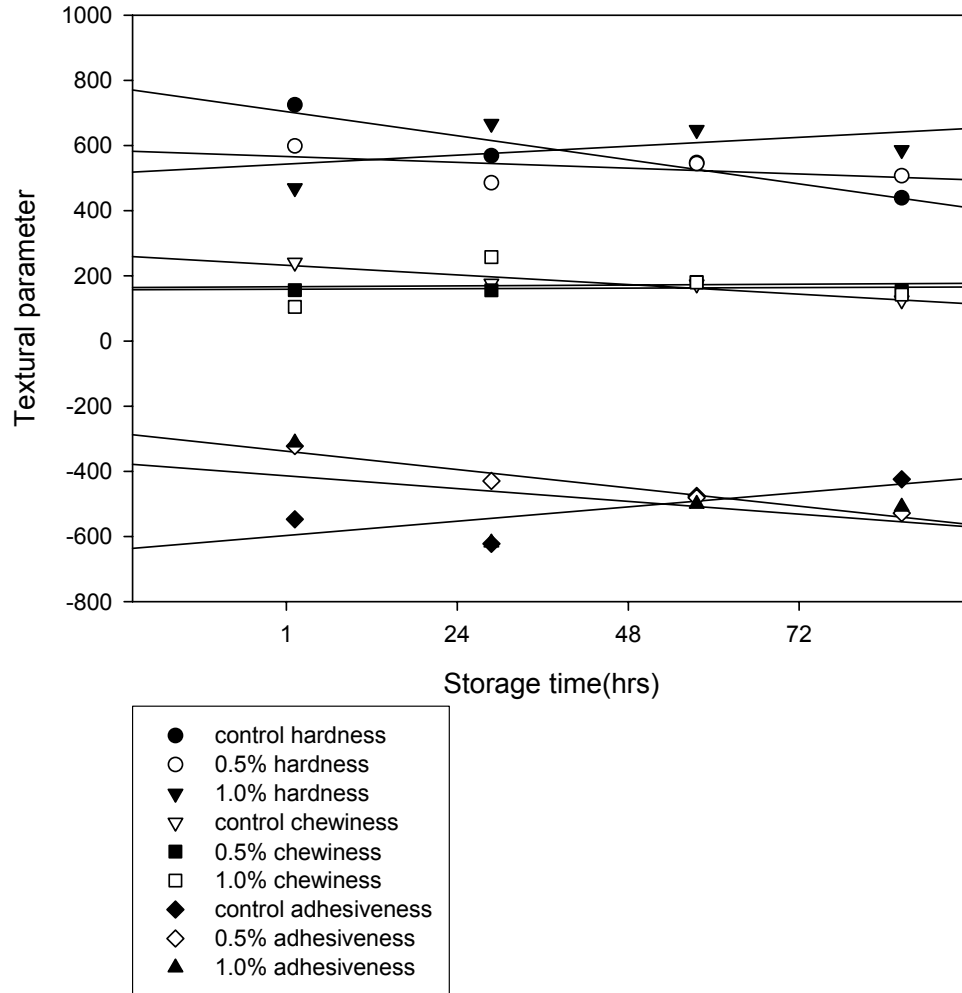 1000
800
600
400
200
0
-200
-400
-600
-800
Textural parameter
1 24 48 72
Storage time(hrs)
control hardness
0.5% hardness
1.0% hardness
control chewiness
0.5% chewiness
1.0% chewiness
control adhesiveness
0.5% adhesiveness
1.0% adhesiveness